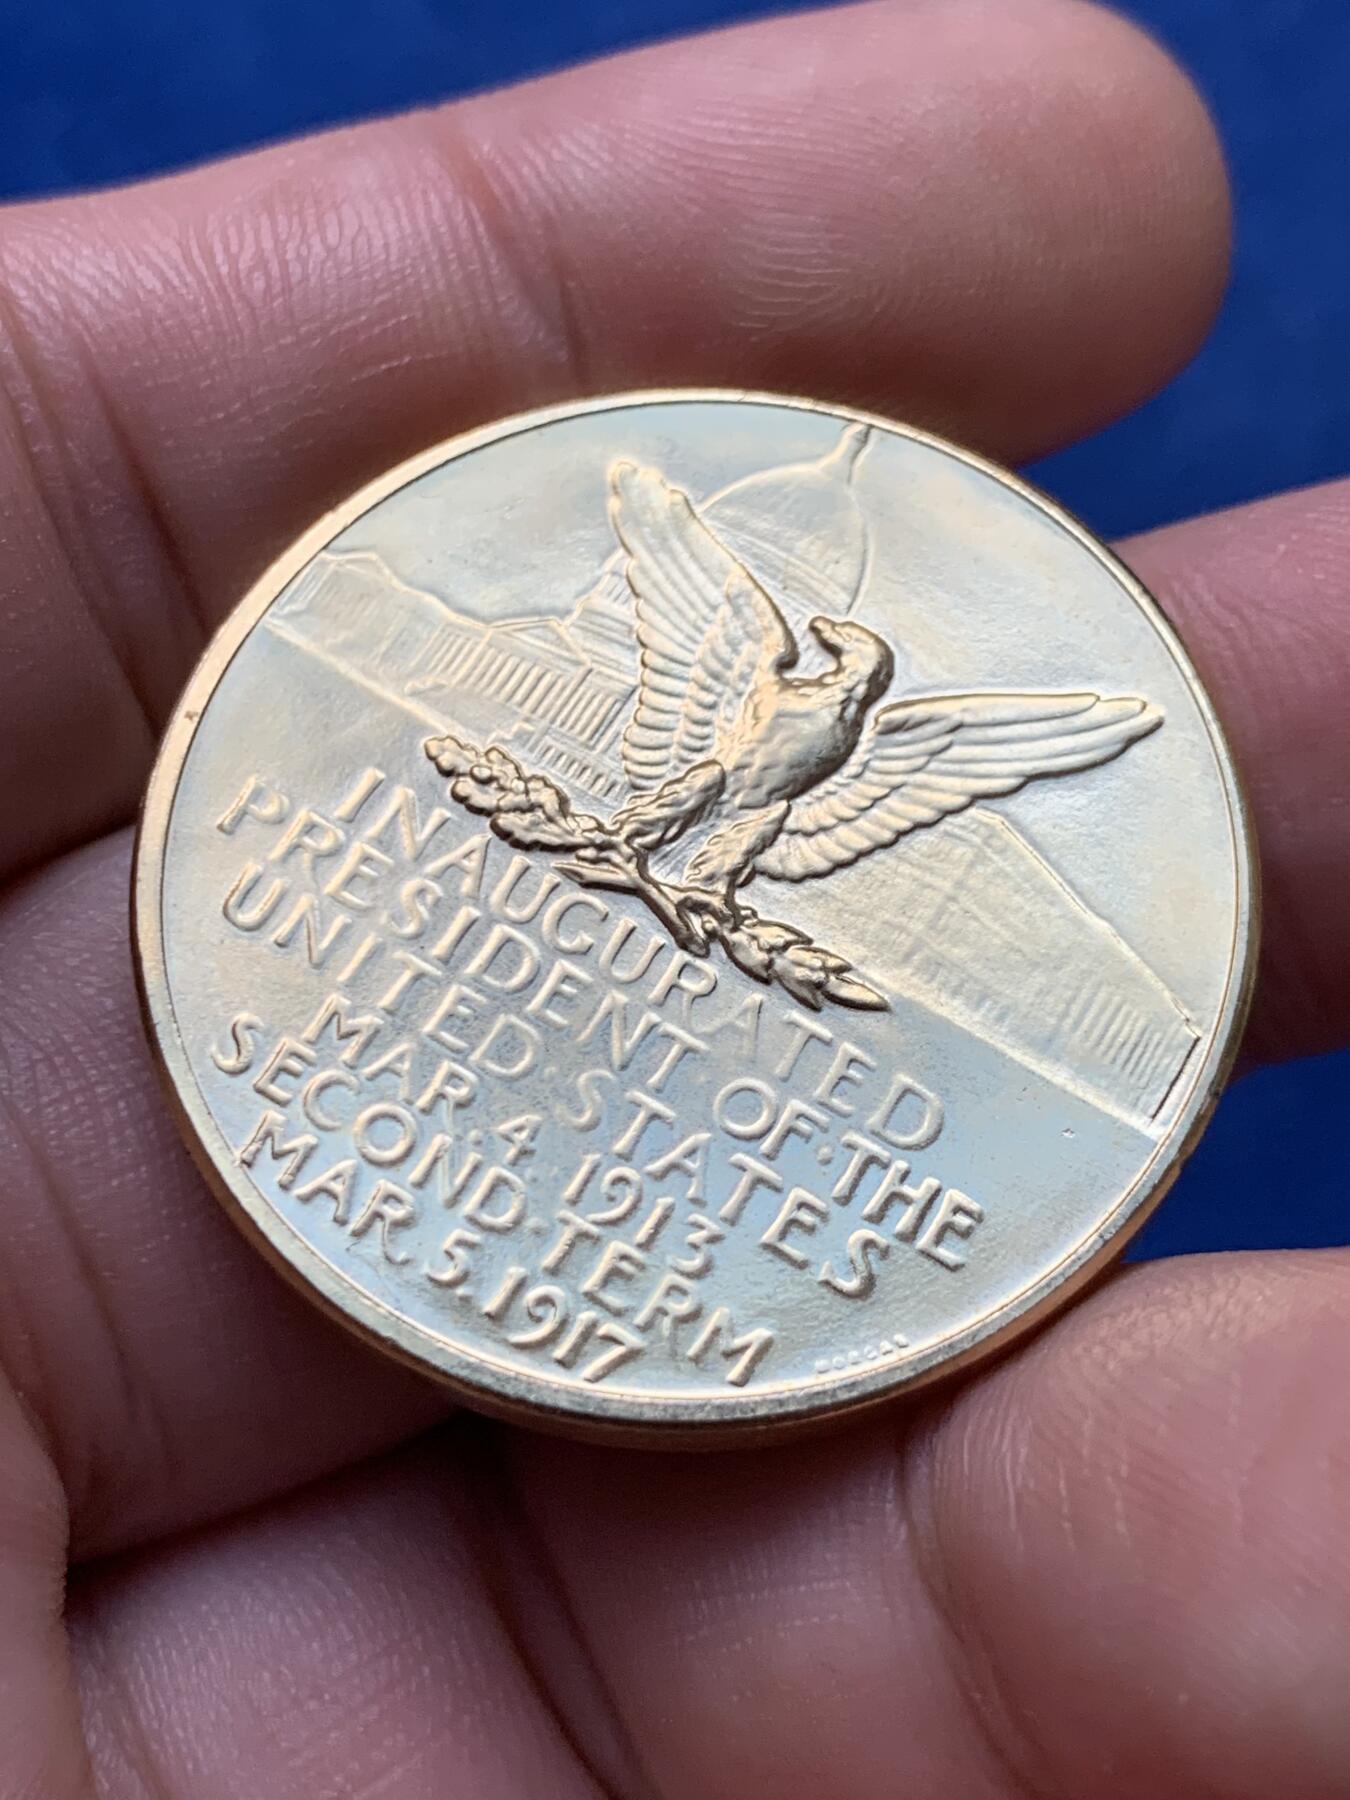 INAUGURATED
PRESIDENT OF·THE
UNITED·STATES
MAR.4 1913
SECOND·TERM
MAR.5.1917